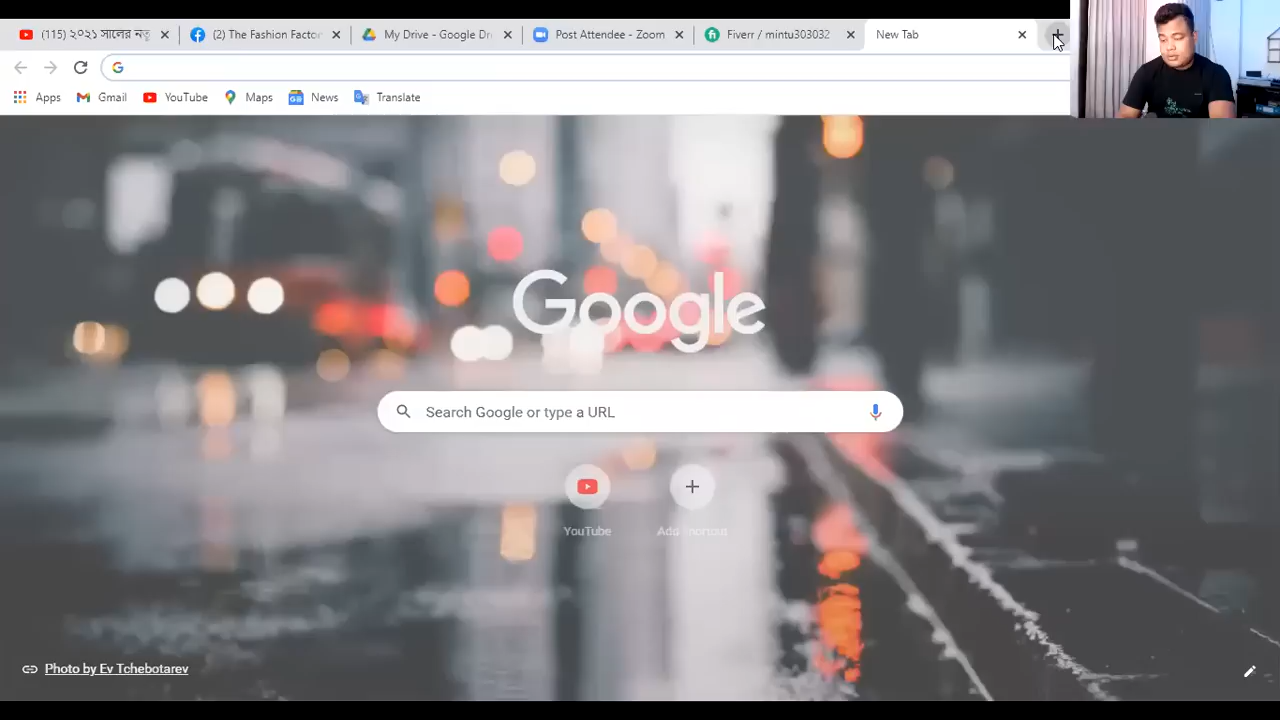 (115) ২০২১ সালের নতু
(2) The Fashion Factor
My Drive - Google Dr
Post Attendee - Zoom
Fiverr / mintu303032
New Tab
Apps
Gmail
YouTube
Maps
News
Translate
Google
Search Google or type a URL
YouTube
Add shortcut
Photo by Ev Tchebotarev